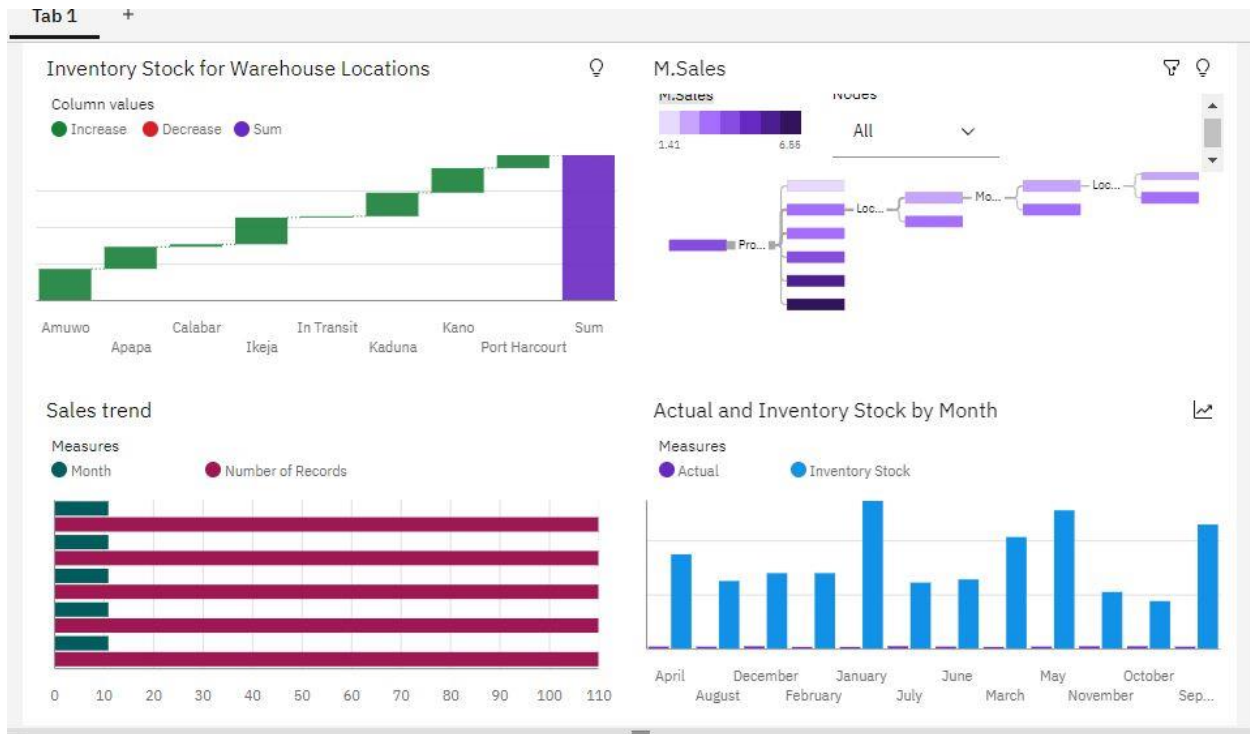 Tab 1 +
Inventory Stock for Warehouse Locations
Column values
Increase Decrease Sum
Amuwo Calabar In Transit Kano Sum
Apapa Ikeja Kaduna Port Harcourt
M.Sales
M.Sales Nodes
All
1.41 6.55
Pro... Loc... Mo... Loc...
Sales trend
Measures
Month Number of Records
0 10 20 30 40 50 60 70 80 90 100 110
Actual and Inventory Stock by Month
Measures
Actual Inventory Stock
April December January June May October
August February July March November Sep...